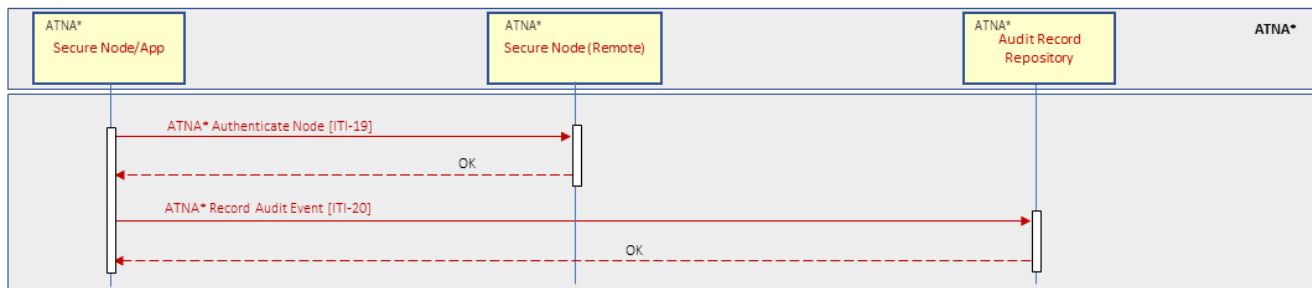 ATNA*
Secure Node/App
ATNA*
Secure Node (Remote)
ATNA*
Audit Record
Repository
ATNA*
ATNA* Authenticate Node [ITI-19]
OK
ATNA* Record Audit Event [ITI-20]
OK